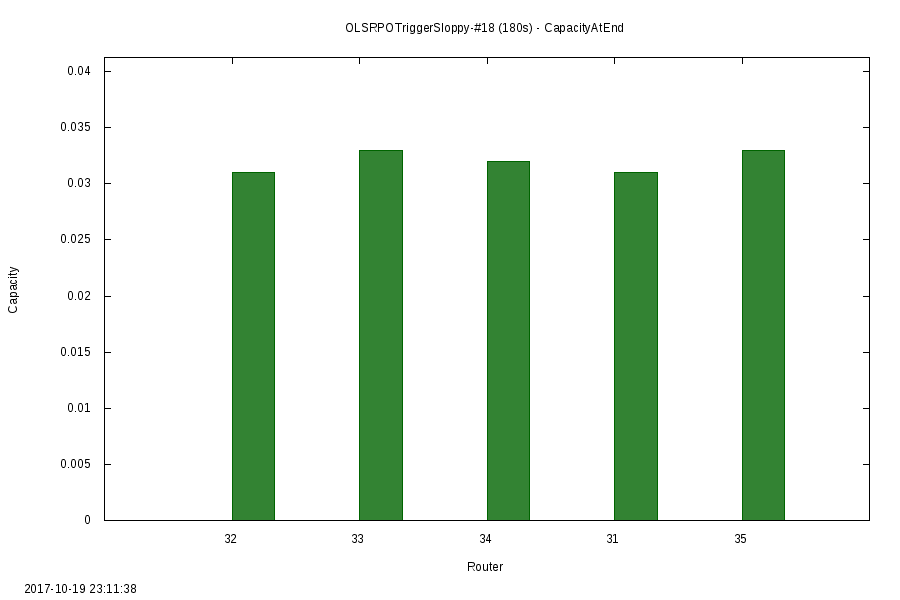 OLSRPOTriggerSloppy-#18 (180s) - CapacityAtEnd
0.04
0.035
0.03
0.025
0.02
0.015
0.01
0.005
0
Capacity
32 33 34 31 35
Router
2017-10-19 23:11:38